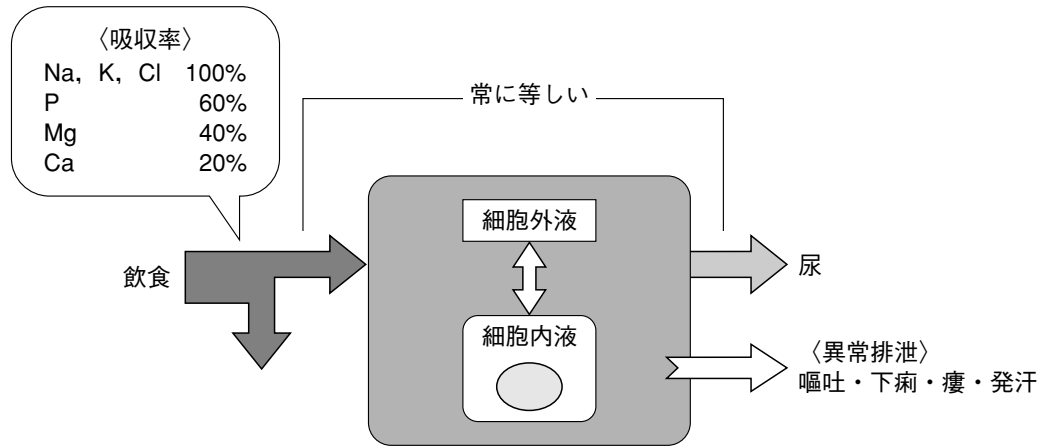 〈吸収率〉
Na, K, Cl 100%
P 60%
Mg 40%
Ca 20%
常に等しい
細胞外液
飲食
尿
細胞内液
〈異常排泄〉
嘔吐・下痢・瘻・発汗